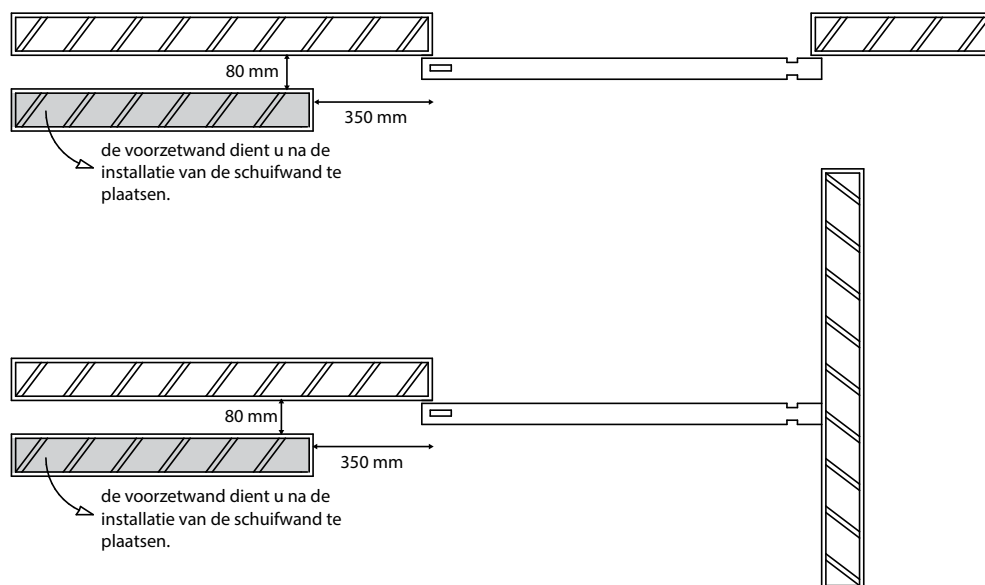 80 mm
350 mm
de voorzetwand dient u na de
installatie van de schuifwand te
plaatsen.
80 mm
350 mm
de voorzetwand dient u na de
installatie van de schuifwand te
plaatsen.